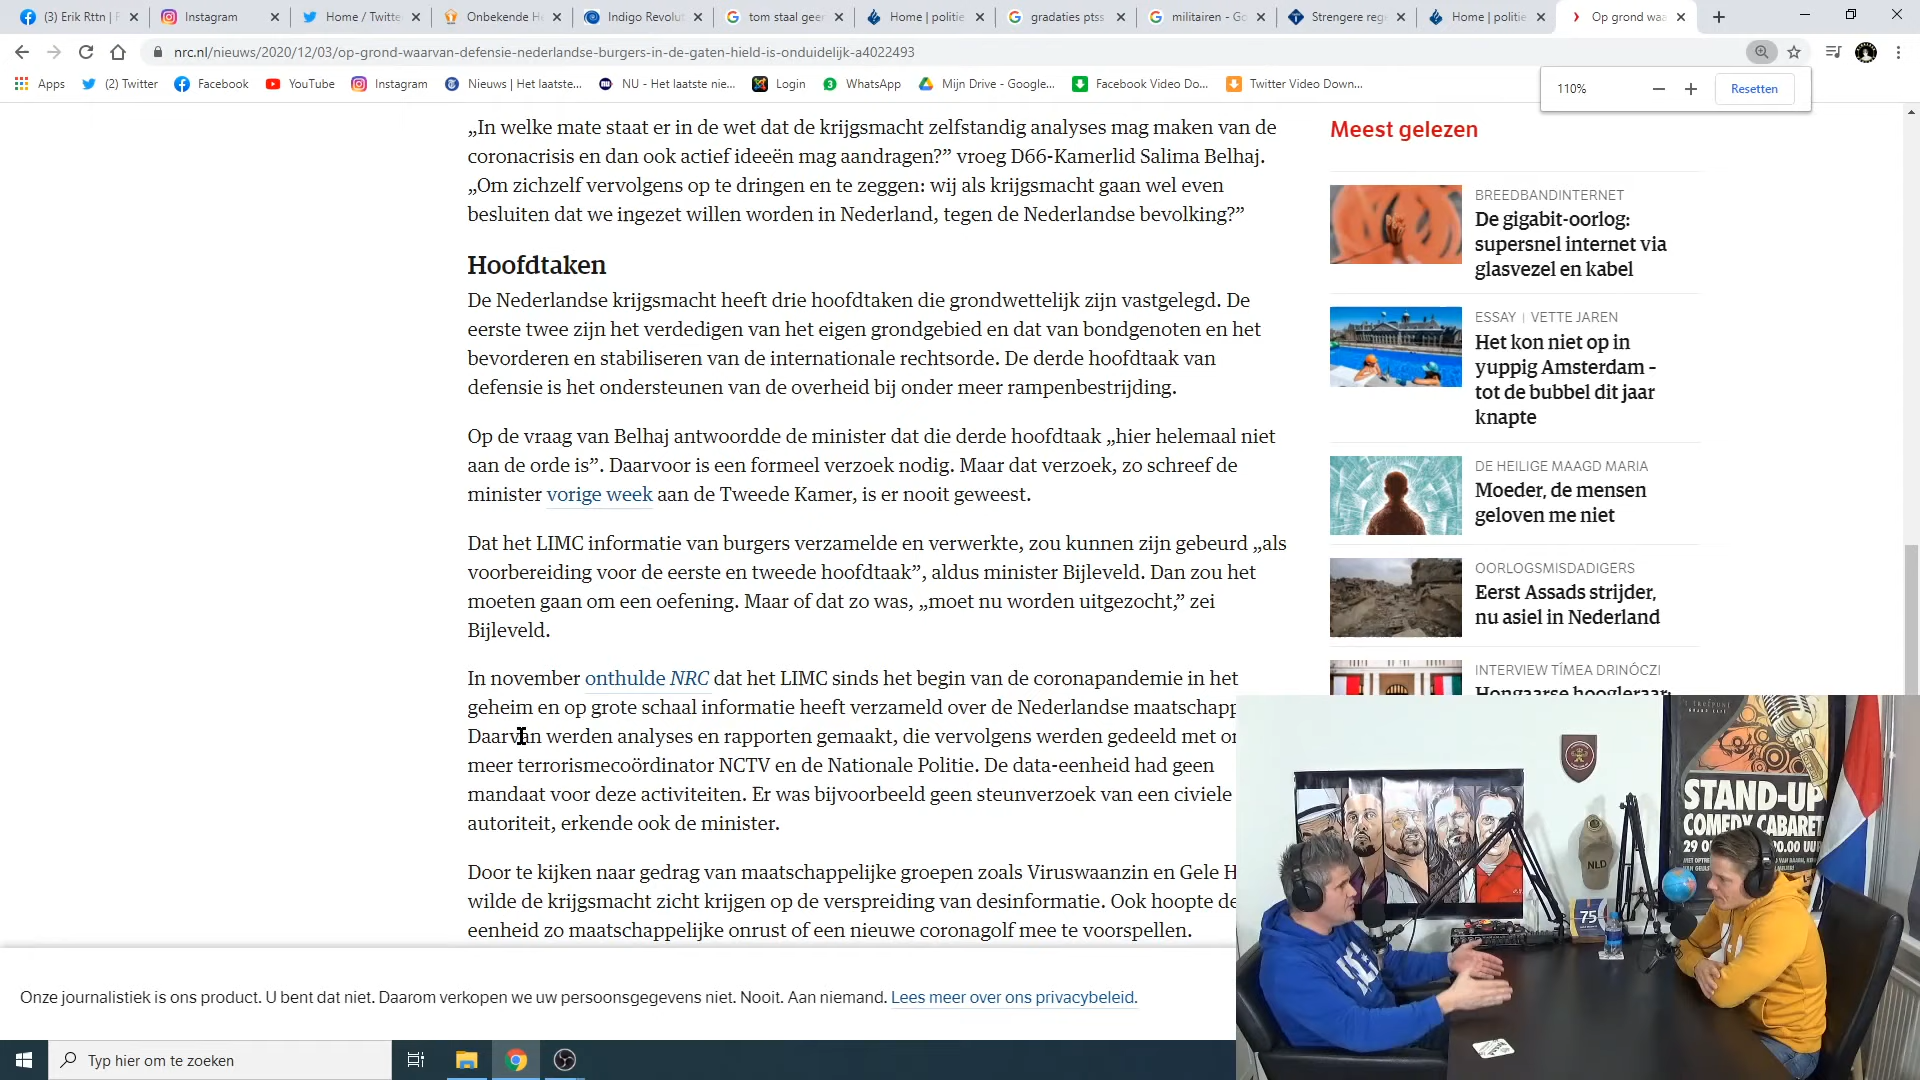 (3) Erik Rttn | F
Instagram
Home / Twitte
Onbekende H
Indigo Revolu
tom staal geer
Home | politie
gradaties ptss
militairen - Go
Strengere reg
Home | politie
Op grond waa
nrc.nl/nieuws/2020/12/03/op-grond-waarvan-defensie-nederlandse-burgers-in-de-gaten-hield-is-onduidelijk-a4022493
Apps
(2) Twitter
Facebook
YouTube
Instagram
Nieuws | Het laatste...
NU - Het laatste nie...
Login
WhatsApp
Mijn Drive - Google...
Facebook Video Do...
Twitter Video Down...
110%
Resetten
„In welke mate staat er in de wet dat de krijgsmacht zelfstandig analyses mag maken van de
coronacrisis en dan ook actief ideeën mag aandragen?” vroeg D66-Kamerlid Salima Belhaj.
„Om zichzelf vervolgens op te dringen en te zeggen: wij als krijgsmacht gaan wel even
besluiten dat we ingezet willen worden in Nederland, tegen de Nederlandse bevolking?”
Hoofdtaken
De Nederlandse krijgsmacht heeft drie hoofdtaken die grondwettelijk zijn vastgelegd. De
eerste twee zijn het verdedigen van het eigen grondgebied en dat van bondgenoten en het
bevorderen en stabiliseren van de internationale rechtsorde. De derde hoofdtaak van
defensie is het ondersteunen van de overheid bij onder meer rampenbestrijding.
Op de vraag van Belhaj antwoordde de minister dat die derde hoofdtaak „hier helemaal niet
aan de orde is”. Daarvoor is een formeel verzoek nodig. Maar dat verzoek, zo schreef de
minister vorige week aan de Tweede Kamer, is er nooit geweest.
Dat het LIMC informatie van burgers verzamelde en verwerkte, zou kunnen zijn gebeurd „als
voorbereiding voor de eerste en tweede hoofdtaak”, aldus minister Bijleveld. Dan zou het
moeten gaan om een oefening. Maar of dat zo was, „moet nu worden uitgezocht,” zei
Bijleveld.
In november onthulde NRC dat het LIMC sinds het begin van de coronapandemie in het
geheim en op grote schaal informatie heeft verzameld over de Nederlandse maatschapp
Daarvan werden analyses en rapporten gemaakt, die vervolgens werden gedeeld met on
meer terrorismecoördinator NCTV en de Nationale Politie. De data-eenheid had geen
mandaat voor deze activiteiten. Er was bijvoorbeeld geen steunverzoek van een civiele
autoriteit, erkende ook de minister.
Door te kijken naar gedrag van maatschappelijke groepen zoals Viruswaanzin en Gele H
wilde de krijgsmacht zicht krijgen op de verspreiding van desinformatie. Ook hoopte de
eenheid zo maatschappelijke onrust of een nieuwe coronagolf mee te voorspellen.
Meest gelezen
BREEDBANDINTERNET
De gigabit-oorlog:
supersnel internet via
glasvezel en kabel
ESSAY | VETTE JAREN
Het kon niet op in
yuppig Amsterdam –
tot de bubbel dit jaar
knapte
DE HEILIGE MAAGD MARIA
Moeder, de mensen
geloven me niet
OORLOGSMISDADIGERS
Eerst Assads strijder,
nu asiel in Nederland
INTERVIEW TÍMEA DRINÓCZI
Hongaarse hoogleraar:
STAND-UP
COMEDY CABARET
NLD
75
Onze journalistiek is ons product. U bent dat niet. Daarom verkopen we uw persoonsgegevens niet. Nooit. Aan niemand. Lees meer over ons privacybeleid.
Typ hier om te zoeken